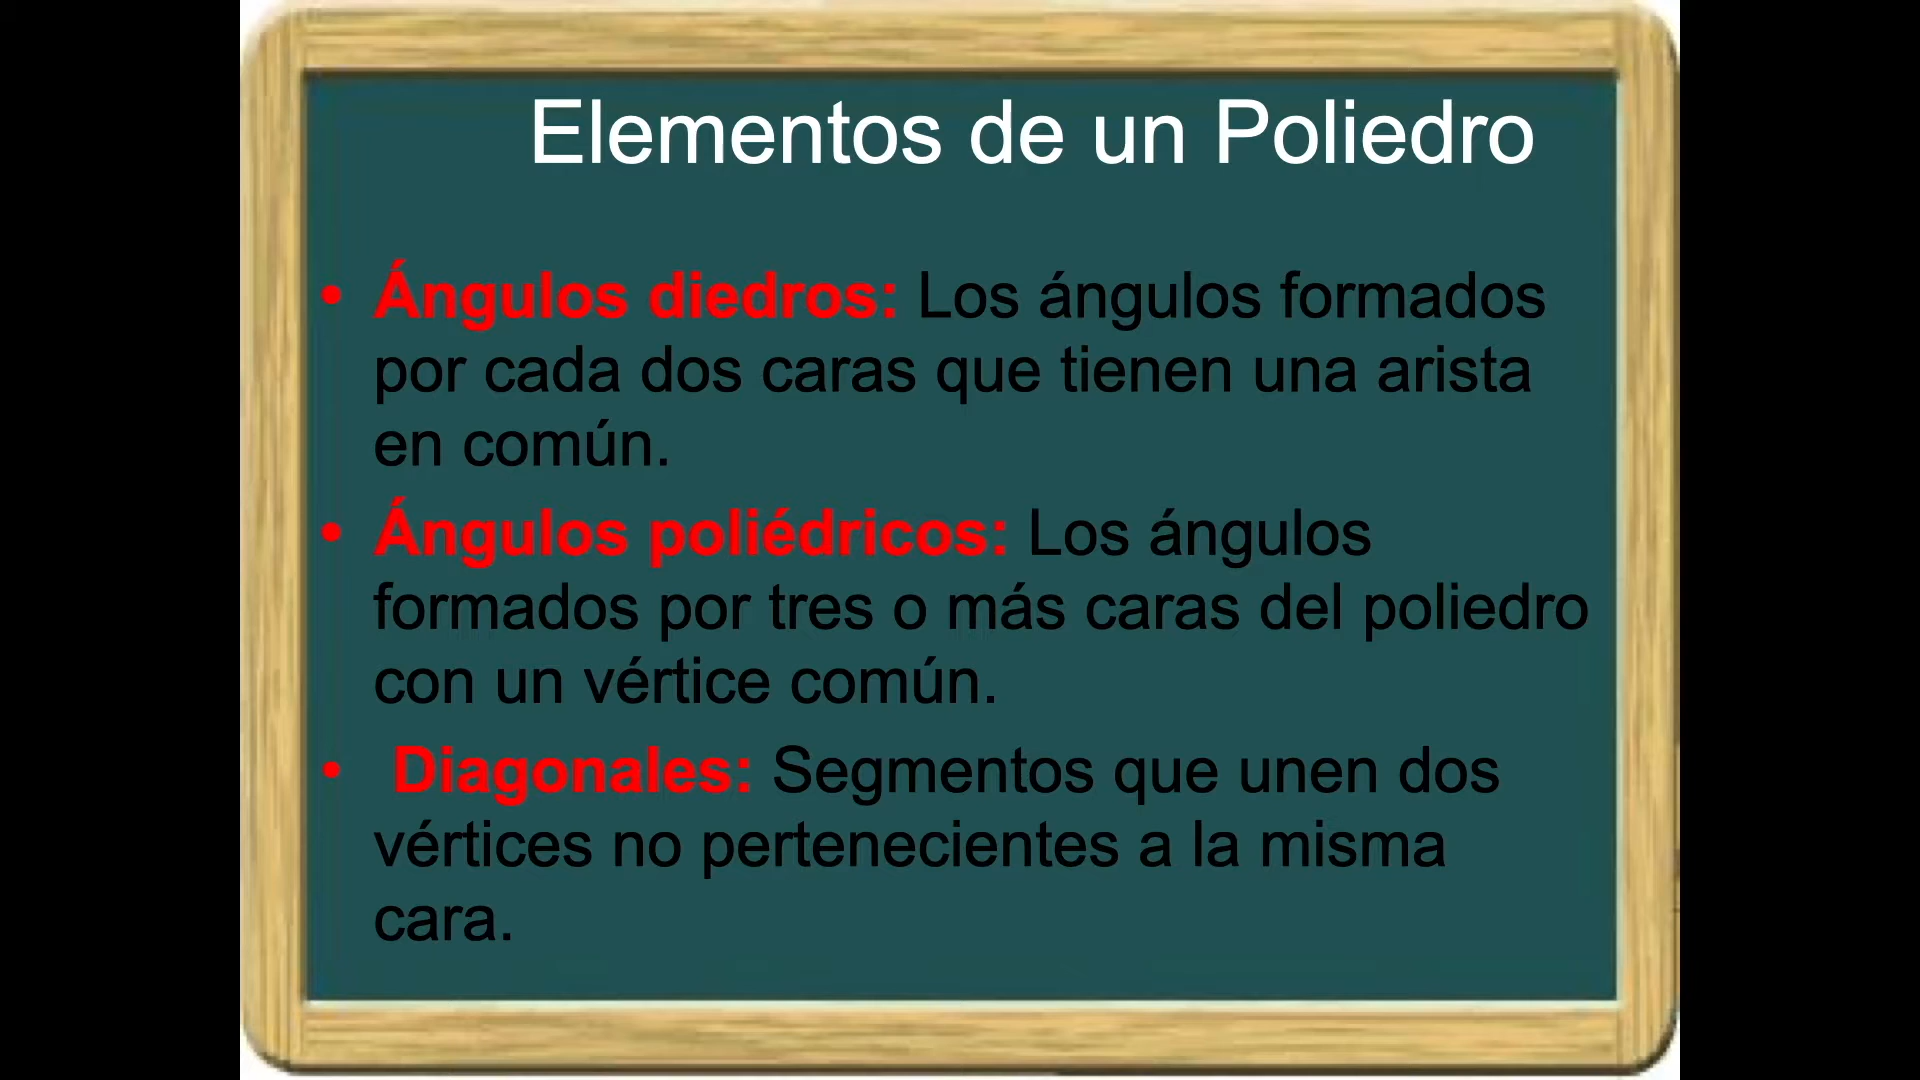 Elementos de un Poliedro
• Ángulos diedros: Los ángulos formados
por cada dos caras que tienen una arista
en común.
• Ángulos poliédricos: Los ángulos
formados por tres o más caras del poliedro
con un vértice común.
• Diagonales: Segmentos que unen dos
vértices no pertenecientes a la misma
cara.